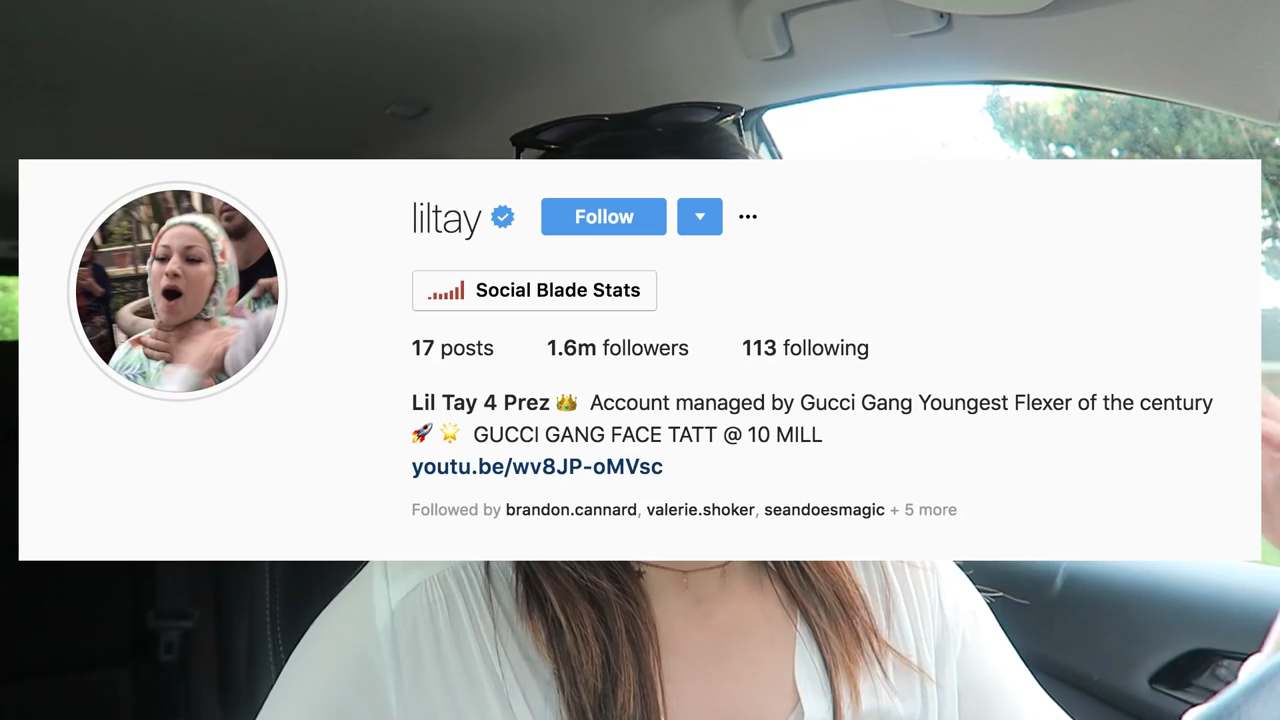 liltay Follow
Social Blade Stats
17 posts 1.6m followers 113 following
Lil Tay 4 Prez 👑 Account managed by Gucci Gang Youngest Flexer of the century
🚀 🌟 GUCCI GANG FACE TATT @ 10 MILL
youtu.be/wv8JP-oMVsc
Followed by brandon.cannard, valerie.shoker, seandoesmagic + 5 more